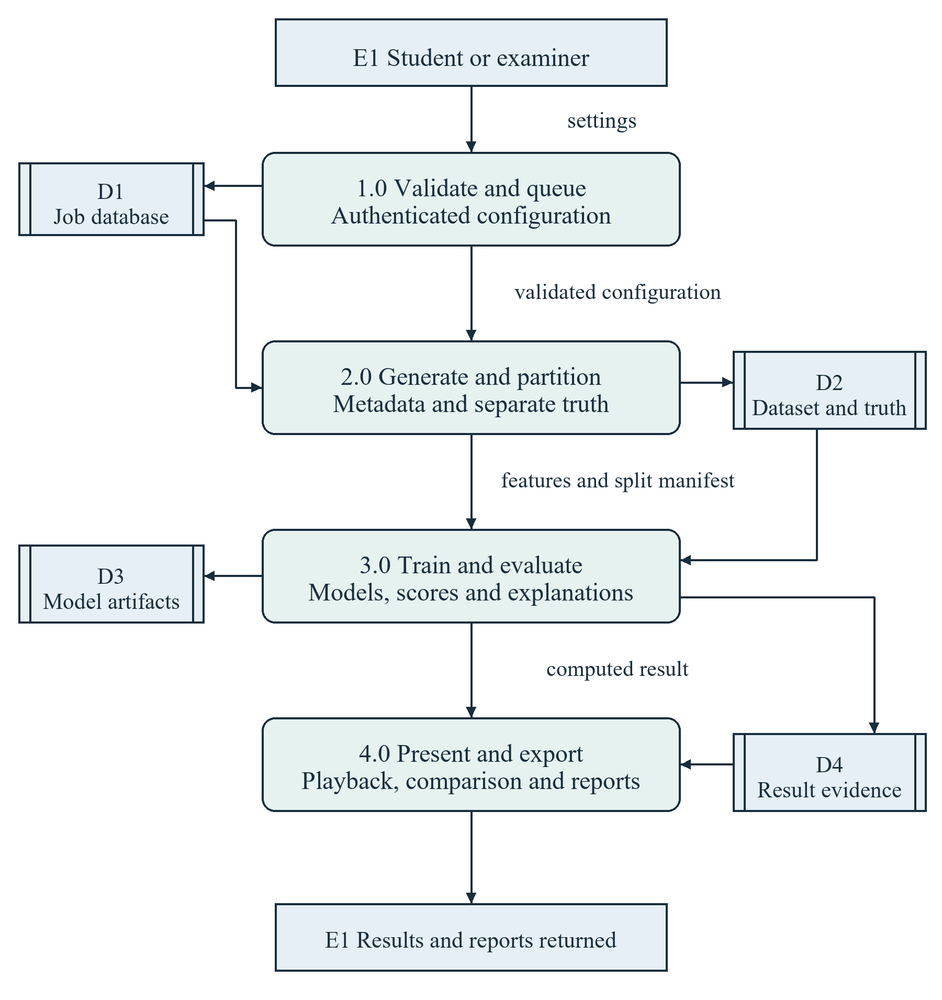 E1 Student or examiner
settings
D1
Job database
1.0 Validate and queue
Authenticated configuration
validated configuration
2.0 Generate and partition
Metadata and separate truth
D2
Dataset and truth
features and split manifest
D3
Model artifacts
3.0 Train and evaluate
Models, scores and explanations
computed result
4.0 Present and export
Playback, comparison and reports
D4
Result evidence
E1 Results and reports returned